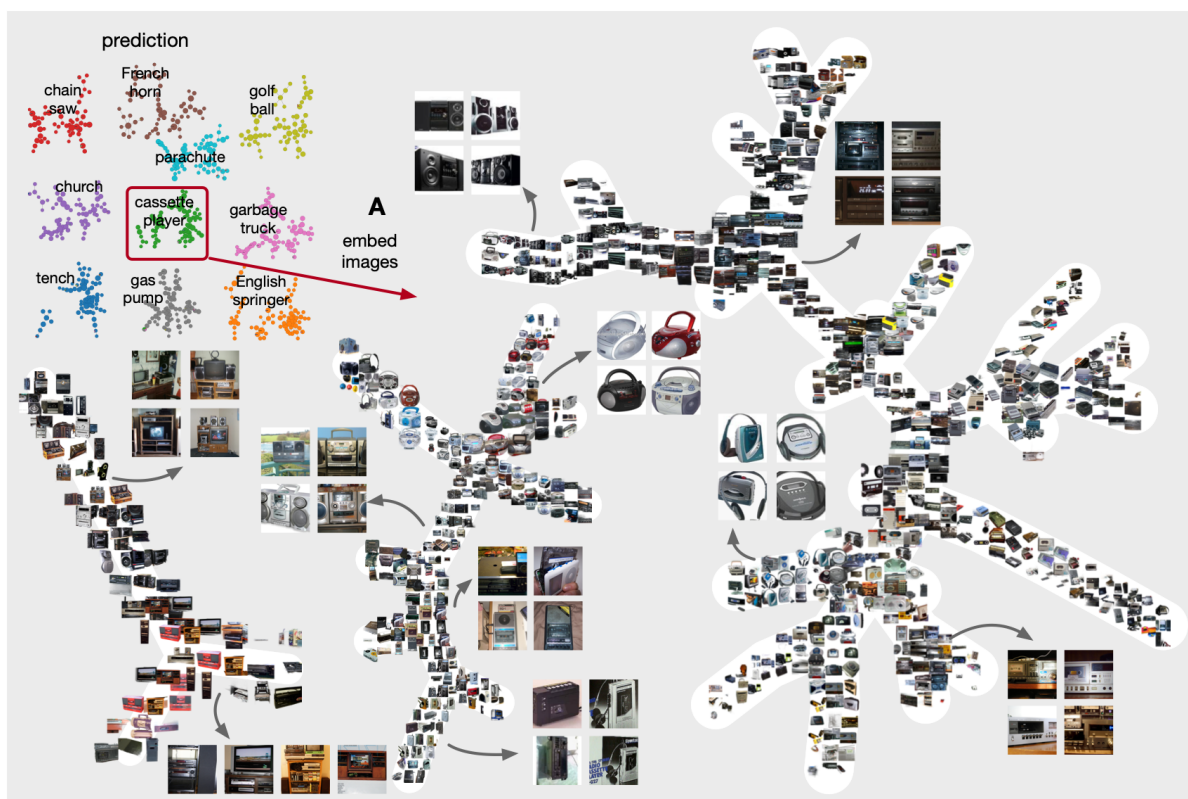 prediction
chain
saw
French
horn
golf
ball
parachute
church
cassette
player
garbage
truck
A
embed
images
tench
gas
pump
English
springer